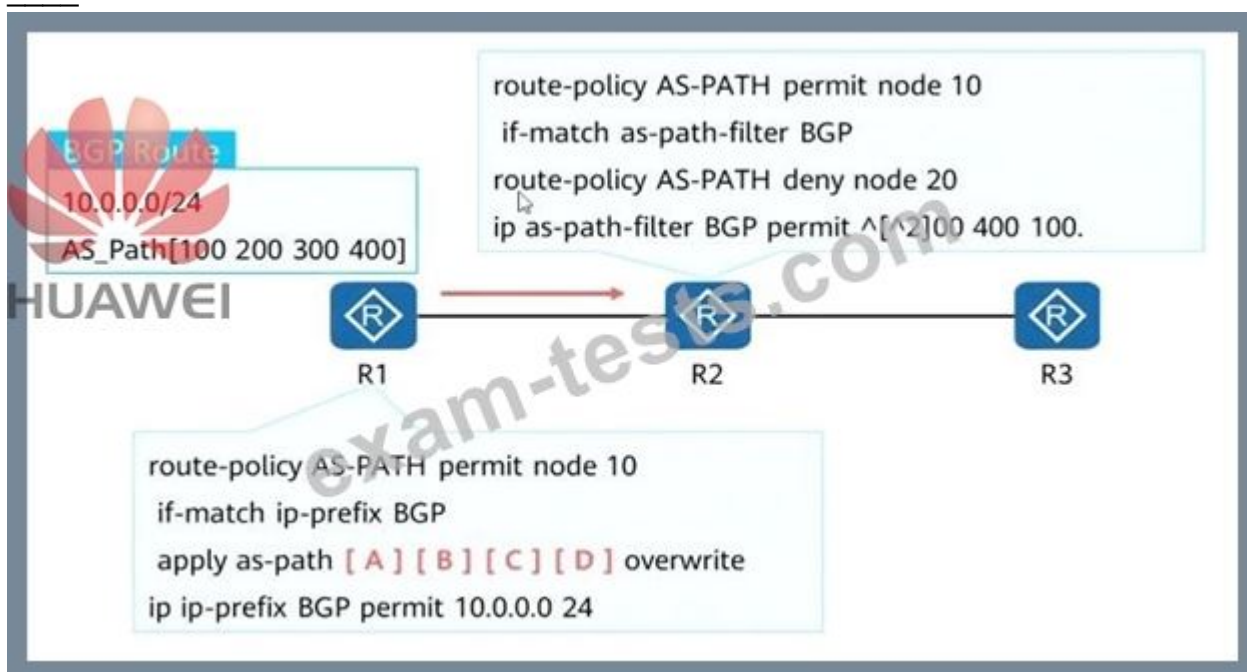 route-policy AS-PATH permit node 10
if-match as-path-filter BGP
route-policy AS-PATH deny node 20
ip as-path-filter BGP permit ^[^2]00 400 100.
BGP Route
10.0.0.0/24
AS_Path[100 200 300 400]
HUAWEI
R
R
R
R1
R2
R3
exam-tests.com
route-policy AS-PATH permit node 10
if-match ip-prefix BGP
apply as-path [ A ] [ B ] [ C ] [ D ] overwrite
ip ip-prefix BGP permit 10.0.0.0 24